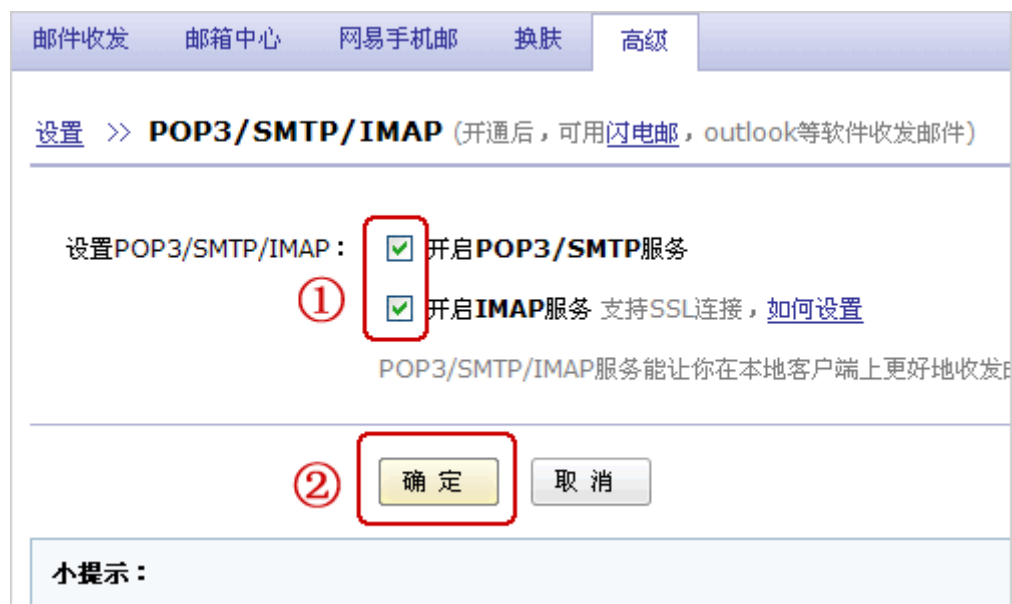 邮件收发 邮箱中心 网易手机邮 换肤 高级
设置 >> POP3/SMTP/IMAP (开通后，可用闪电邮，outlook等软件收发邮件)
设置POP3/SMTP/IMAP： 开启POP3/SMTP服务
① 开启IMAP服务 支持SSL连接，如何设置
POP3/SMTP/IMAP服务能让你在本地客户端上更好地收发
② 确 定 取 消
小提示：